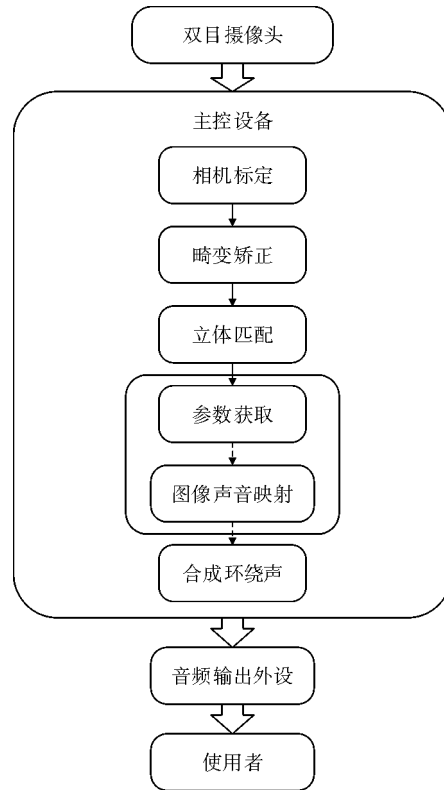 双目摄像头
主控设备
相机标定
畸变矫正
立体匹配
参数获取
图像声音映射
合成环绕声
音频输出外设
使用者